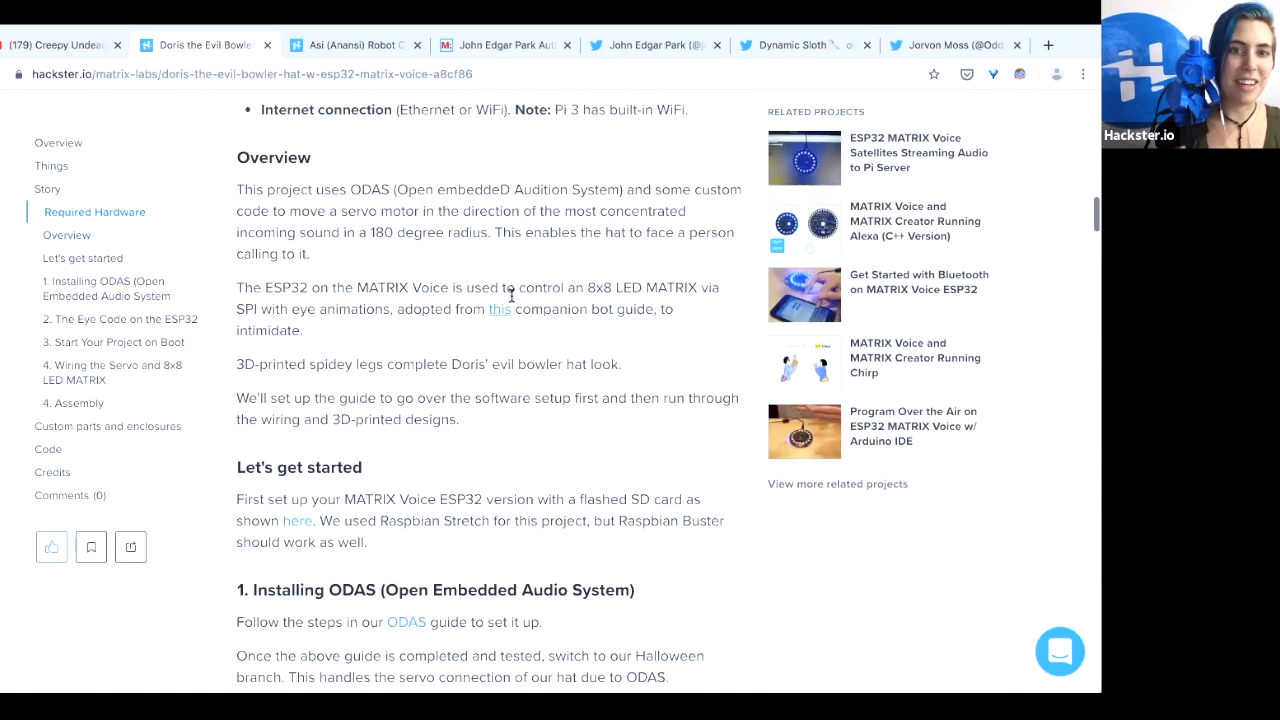 (179) Creepy Undea
Doris the Evil Bowle
Asi (Anansi) Robot C
John Edgar Park Aut
John Edgar Park (@j
Dynamic Sloth
Jorvon Moss (@Odd
hackster.io/matrix-labs/doris-the-evil-bowler-hat-w-esp32-matrix-voice-a8cf86
Hackster.io
Overview
Things
Story
Required Hardware
Overview
Let's get started
1. Installing ODAS (Open
Embedded Audio System
2. The Eye Code on the ESP32
3. Start Your Project on Boot
4. Wiring the Servo and 8x8
LED MATRIX
4. Assembly
Custom parts and enclosures
Code
Credits
Comments (0)
• Internet connection (Ethernet or WiFi). Note: Pi 3 has built-in WiFi.
Overview
This project uses ODAS (Open embeddeD Audition System) and some custom
code to move a servo motor in the direction of the most concentrated
incoming sound in a 180 degree radius. This enables the hat to face a person
calling to it.
The ESP32 on the MATRIX Voice is used to control an 8x8 LED MATRIX via
SPI with eye animations, adopted from this companion bot guide, to
intimidate.
3D-printed spidey legs complete Doris' evil bowler hat look.
We'll set up the guide to go over the software setup first and then run through
the wiring and 3D-printed designs.
Let's get started
First set up your MATRIX Voice ESP32 version with a flashed SD card as
shown here. We used Raspbian Stretch for this project, but Raspbian Buster
should work as well.
1. Installing ODAS (Open Embedded Audio System)
Follow the steps in our ODAS guide to set it up.
Once the above guide is completed and tested, switch to our Halloween
branch. This handles the servo connection of our hat due to ODAS.
RELATED PROJECTS
ESP32 MATRIX Voice
Satellites Streaming Audio
to Pi Server
MATRIX Voice and
MATRIX Creator Running
Alexa (C++ Version)
Get Started with Bluetooth
on MATRIX Voice ESP32
MATRIX Voice and
MATRIX Creator Running
Chirp
Program Over the Air on
ESP32 MATRIX Voice w/
Arduino IDE
View more related projects